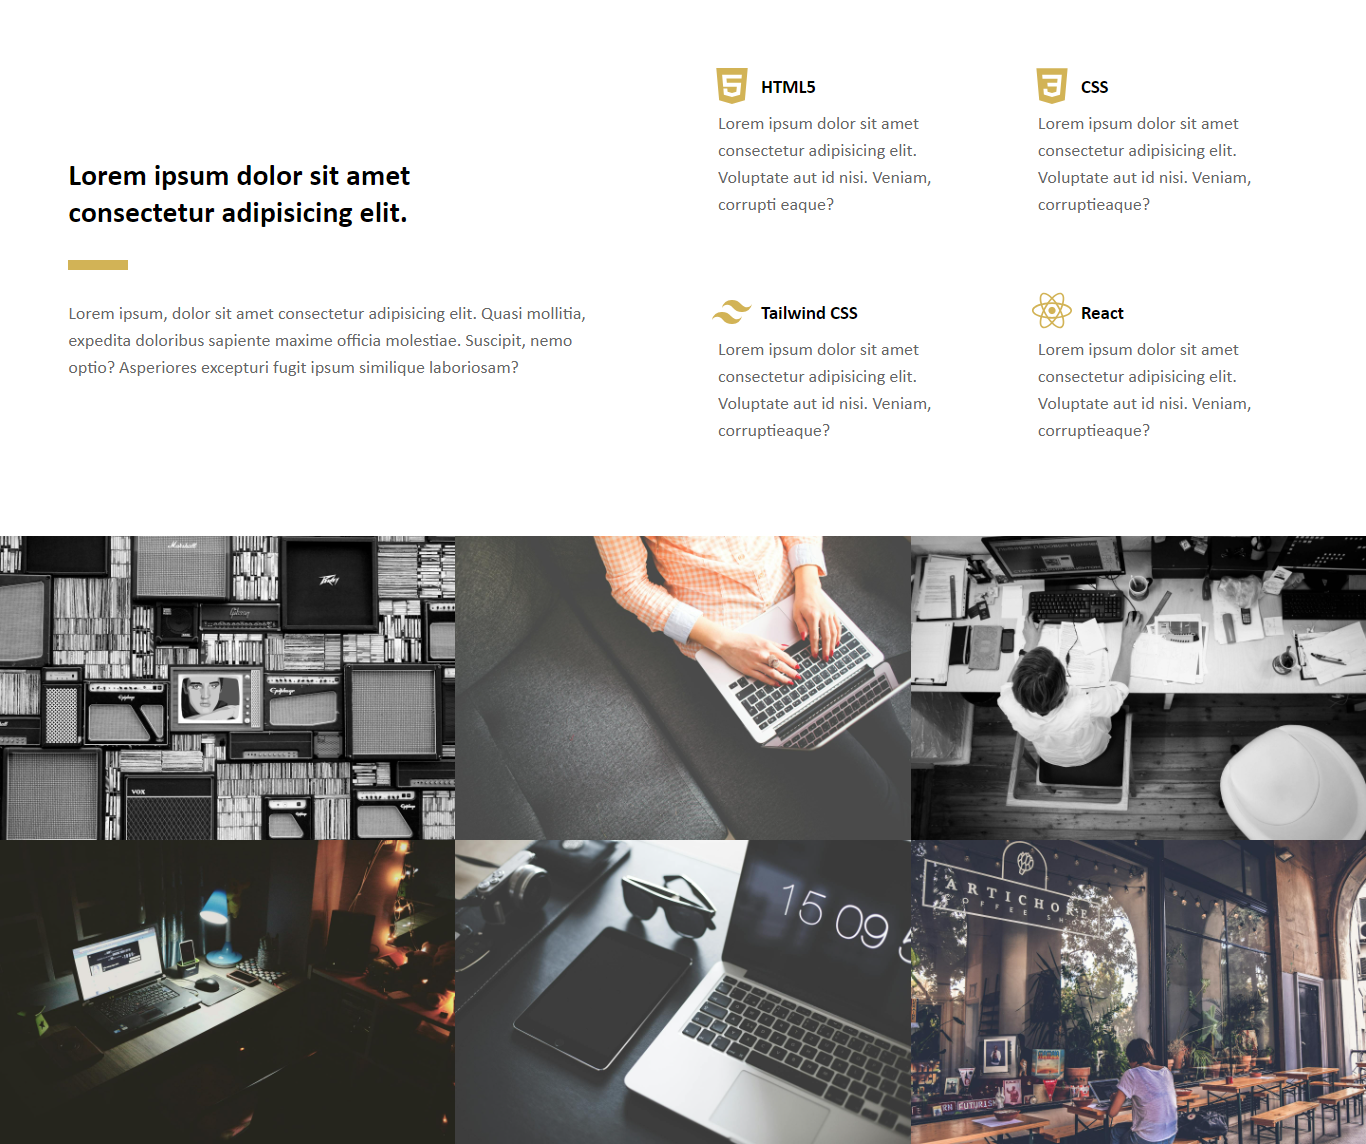 Lorem ipsum dolor sit amet
consectetur adipisicing elit.
Lorem ipsum, dolor sit amet consectetur adipisicing elit. Quasi mollitia,
expedita doloribus sapiente maxime officia molestiae. Suscipit, nemo
optio? Asperiores excepturi fugit ipsum similique laboriosam?
HTML5
Lorem ipsum dolor sit amet
consectetur adipisicing elit.
Voluptate aut id nisi. Veniam,
corrupti eaque?
CSS
Lorem ipsum dolor sit amet
consectetur adipisicing elit.
Voluptate aut id nisi. Veniam,
corruptieaque?
Tailwind CSS
Lorem ipsum dolor sit amet
consectetur adipisicing elit.
Voluptate aut id nisi. Veniam,
corruptieaque?
React
Lorem ipsum dolor sit amet
consectetur adipisicing elit.
Voluptate aut id nisi. Veniam,
corruptieaque?
Marshall
Peavey
Epiphone
VOX
15 09
ARTICHOKE
COFFEE SHOP